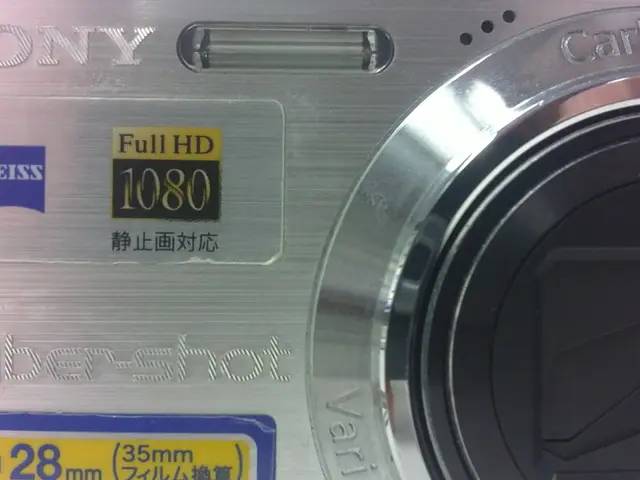 ONY
Carl
EISS
Full HD
1080
静止画対応
ber-shot
Vari
28mm (35mm
フィルム換算)